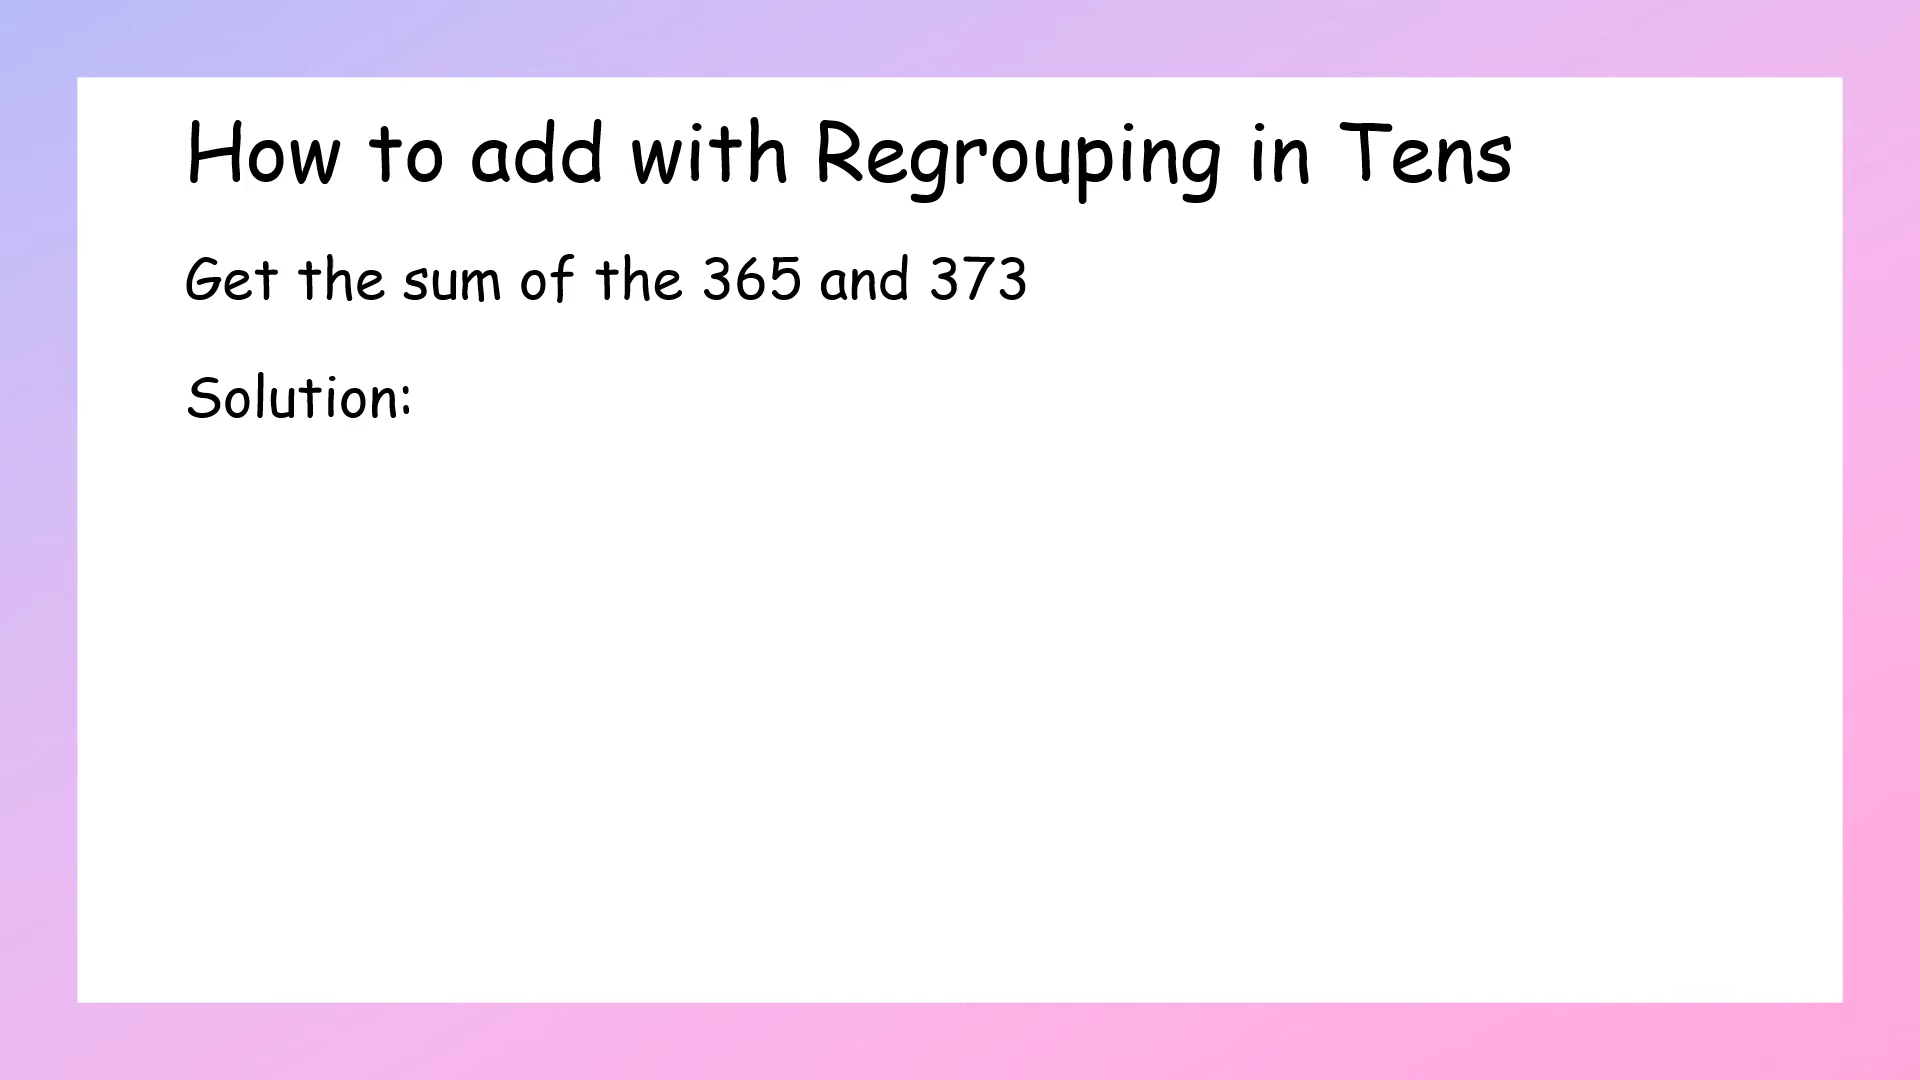 How to add with Regrouping in Tens
Get the sum of the 365 and 373
Solution: